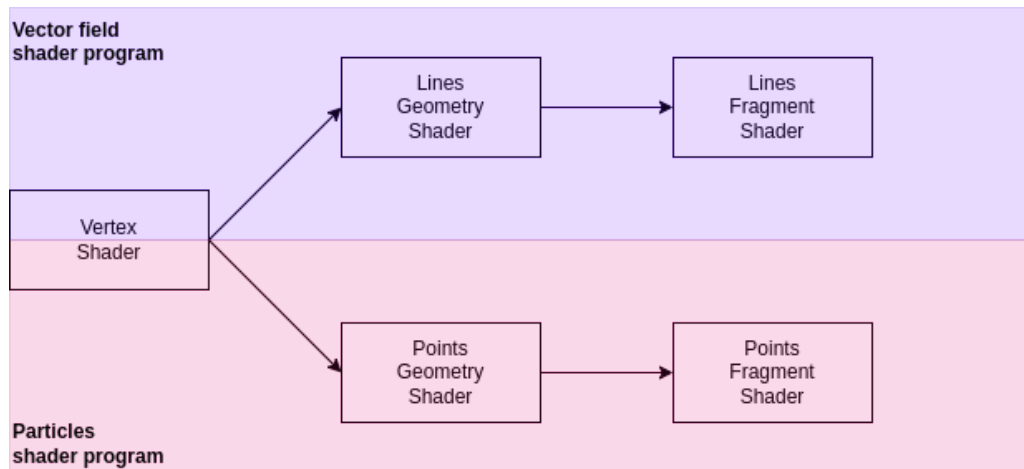 Vector field
shader program
Lines
Geometry
Shader
Lines
Fragment
Shader
Vertex
Shader
Points
Geometry
Shader
Points
Fragment
Shader
Particles
shader program